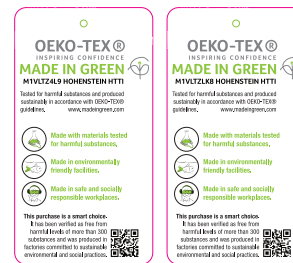 OEKO-TEX®
INSPIRING CONFIDENCE
MADE IN GREEN
M1VLTZ4L9 HOHENSTEIN HTTI
Tested for harmful substances and produced
sustainably in accordance with OEKO-TEX®
guidelines. www.madeingreen.com
Made with materials tested
for harmful substances.
Made in environmentally
friendly facilities.
Made in safe and socially
responsible workplaces.
This purchase is a smart choice.
It has been verified as free from
harmful levels of more than 300
substances and was produced in
factories committed to sustainable
environmental and social practices.
OEKO-TEX®
INSPIRING CONFIDENCE
MADE IN GREEN
M1VLTZLK8 HOHENSTEIN HTTI
Tested for harmful substances and produced
sustainably in accordance with OEKO-TEX®
guidelines. www.madeingreen.com
Made with materials tested
for harmful substances.
Made in environmentally
friendly facilities.
Made in safe and socially
responsible workplaces.
This purchase is a smart choice.
It has been verified as free from
harmful levels of more than 300
substances and was produced in
factories committed to sustainable
environmental and social practices.